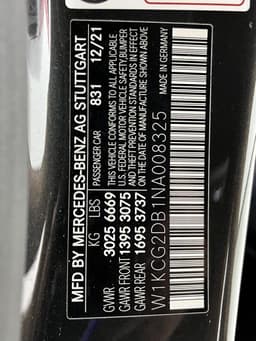 MFD BY MERCEDES-BENZ AG STUTTGART
PASSENGER CAR 831 12/21
KG LBS
GVWR 3025 6669
GAWR FRONT 1395 3075
GAWR REAR 1695 3737
THIS VEHICLE CONFORMS TO ALL APPLICABLE
U.S. FEDERAL MOTOR VEHICLE SAFETY, BUMPER
AND THEFT PREVENTION STANDARDS IN EFFECT
ON THE DATE OF MANUFACTURE SHOWN ABOVE
W1KCG2DB1NA008325
MADE IN GERMANY